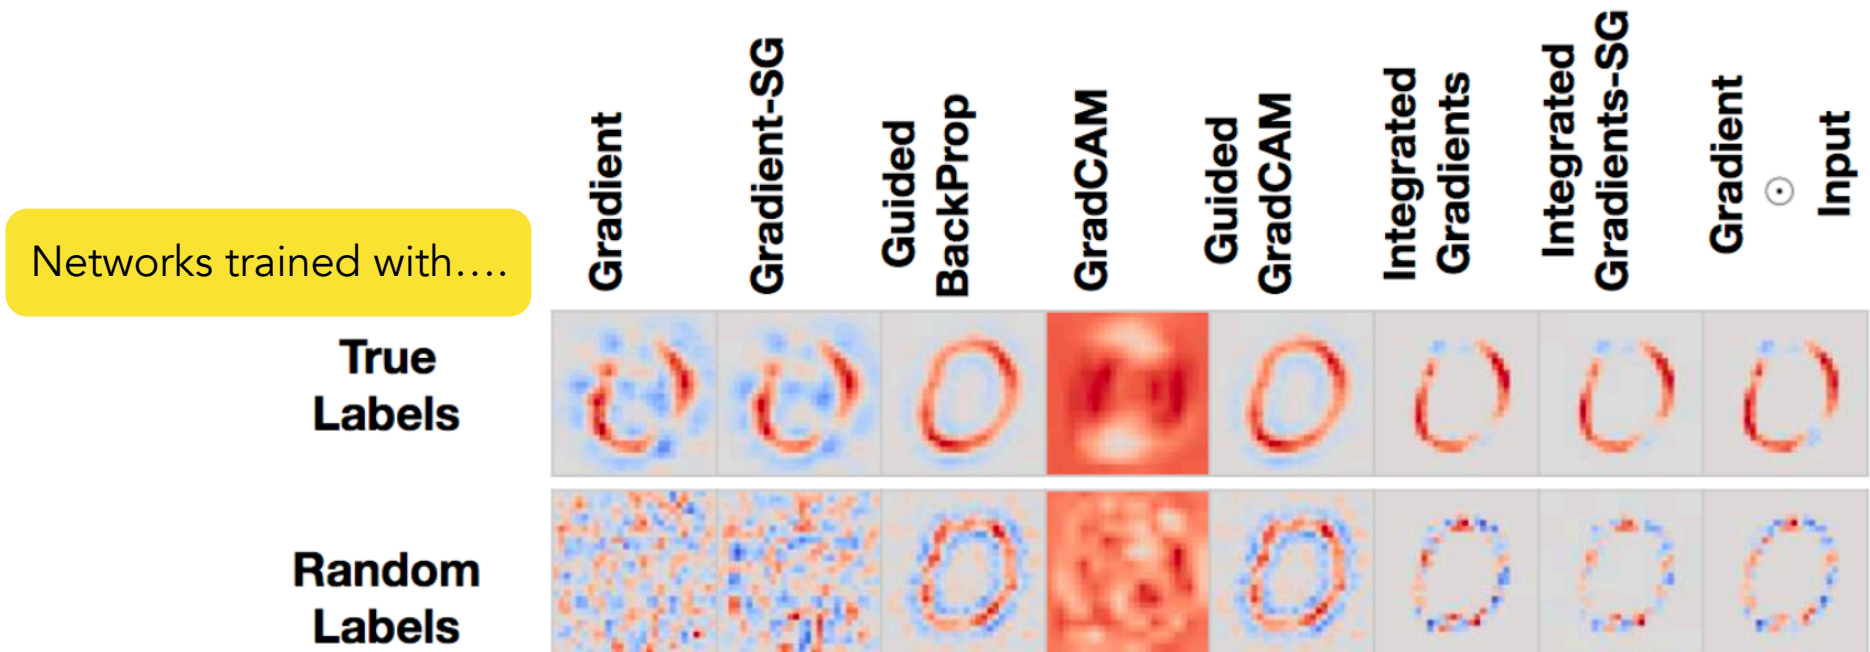 Networks trained with....
Gradient
Gradient-SG
Guided
BackProp
GradCAM
Guided
GradCAM
Integrated
Gradients
Integrated
Gradients-SG
Gradient
⊙
Input
True
Labels
Random
Labels